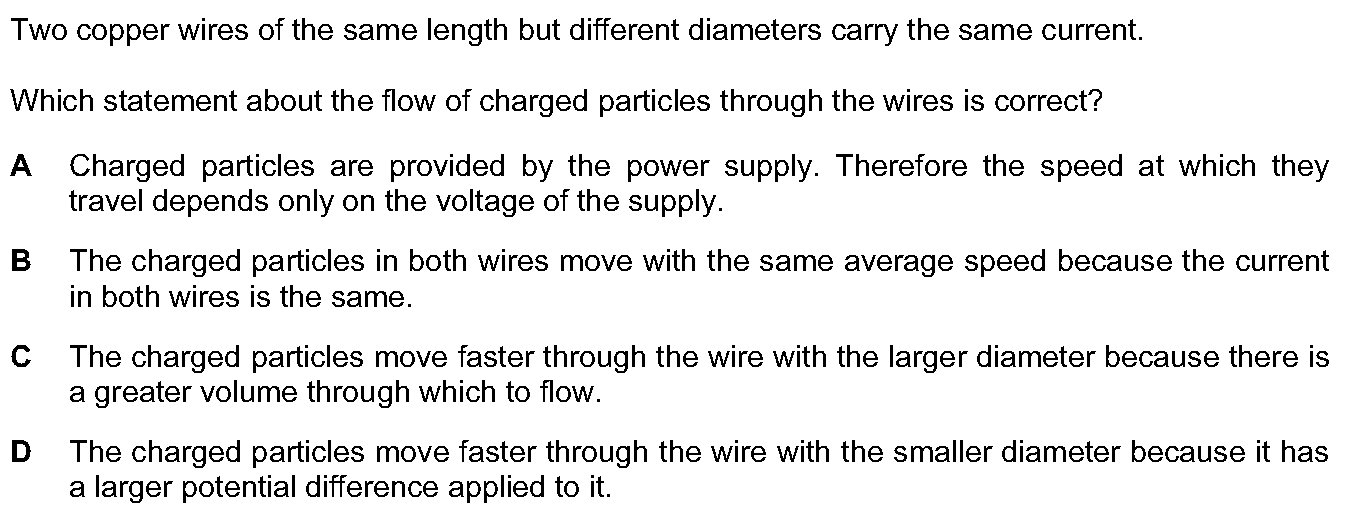 Two copper wires of the same length but different diameters carry the same current.
Which statement about the flow of charged particles through the wires is correct?
A Charged particles are provided by the power supply. Therefore the speed at which they
travel depends only on the voltage of the supply.
B The charged particles in both wires move with the same average speed because the current
in both wires is the same.
C The charged particles move faster through the wire with the larger diameter because there is
a greater volume through which to flow.
D The charged particles move faster through the wire with the smaller diameter because it has
a larger potential difference applied to it.